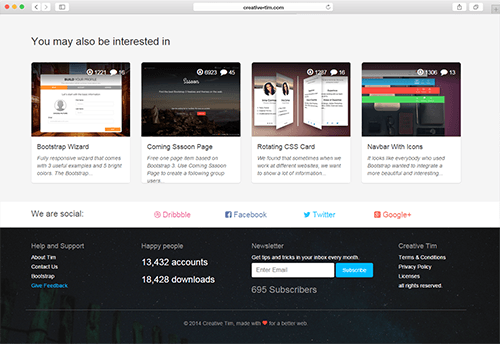 creative-tim.com
You may also be interested in
1221 16
6923 45
1287 16
1306 13
BUILD YOUR PROFILE
Sssoon
Bootstrap Wizard
Coming Sssoon Page
Rotating CSS Card
Navbar With Icons
Fully responsive wizard that comes
with 3 useful examples and 5 bright
colors. The Bootstrap...
Free one page item based on
Bootstrap 3. Use Coming Sssoon
Page to create a following group
users...
We found that sometimes when we
work at different websites, we want
to show a lot of information...
It looks like everybody who used
Bootstrap wanted to integrate a
more beautiful and interesting...
We are social:
Dribbble
Facebook
Twitter
Google+
Help and Support
About Tim
Contact Us
Bootstrap
Give Feedback
Happy people
13,432 accounts
18,428 downloads
Newsletter
Get tips and tricks in your inbox every month.
Enter Email
Subscribe
695 Subscribers
Creative Tim
Terms & Conditions
Privacy Policy
Licenses
all rights reserved.
© 2014 Creative Tim, made with ❤ for a better web.